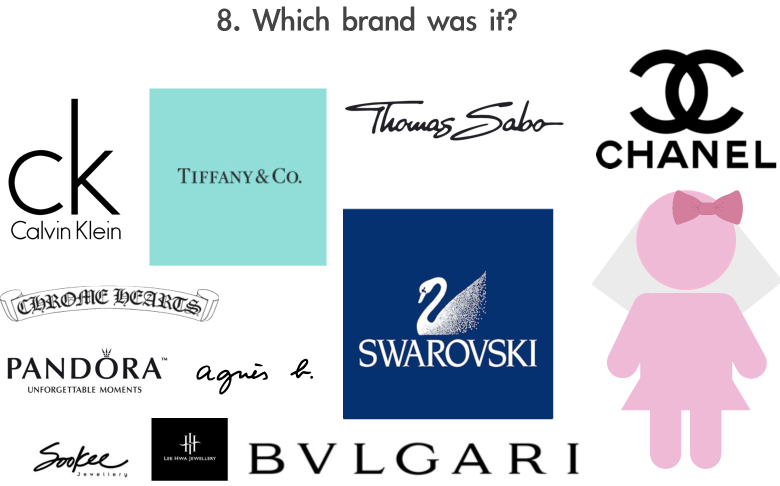 8. Which brand was it?
Thomas Sabo
CHANEL
ck
Calvin Klein
TIFFANY & CO.
SWAROVSKI
CHROME HEARTS
PANDORA™
UNFORGETTABLE MOMENTS
agnès b.
Sookee
Jewellery
LEE HWA JEWELLERY
BVLGARI